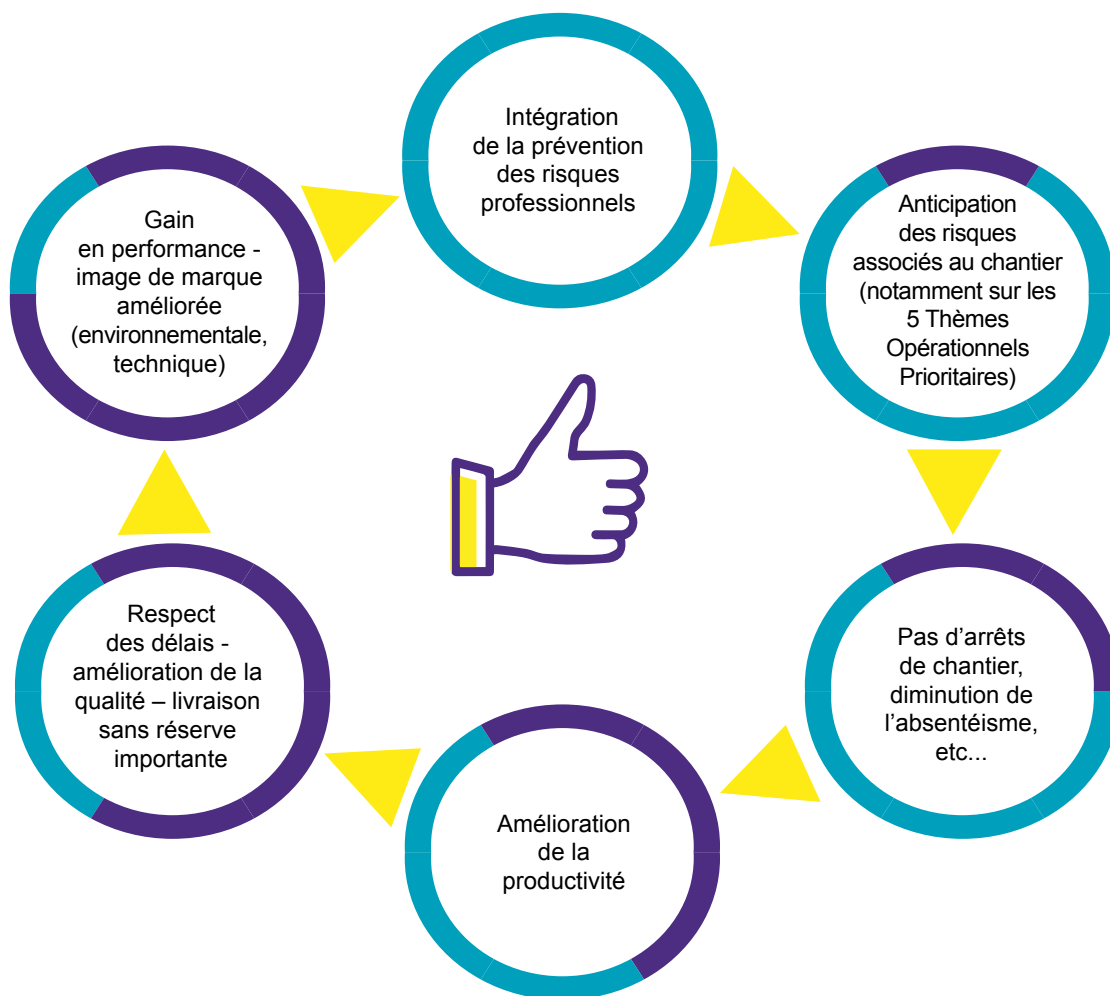 Intégration
de la prévention
des risques
professionnels
Anticipation
des risques
associés au chantier
(notamment sur les
5 Thèmes
Opérationnels
Prioritaires)
Pas d’arrêts
de chantier,
diminution de
l’absentéisme,
etc...
Amélioration
de la
productivité
Respect
des délais -
amélioration de la
qualité – livraison
sans réserve
importante
Gain
en performance -
image de marque
améliorée
(environnementale,
technique)